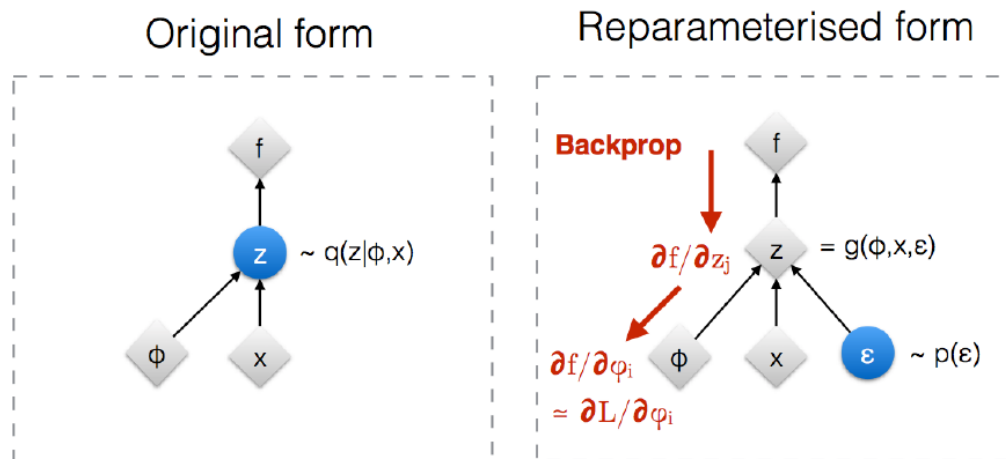 Original form
f
z ~ q(z|ϕ,x)
ϕ x
Reparameterised form
Backprop
f
∂f/∂zⱼ
z = g(ϕ,x,ε)
∂f/∂φᵢ
≃ ∂L/∂φᵢ
ϕ x ε ~ p(ε)